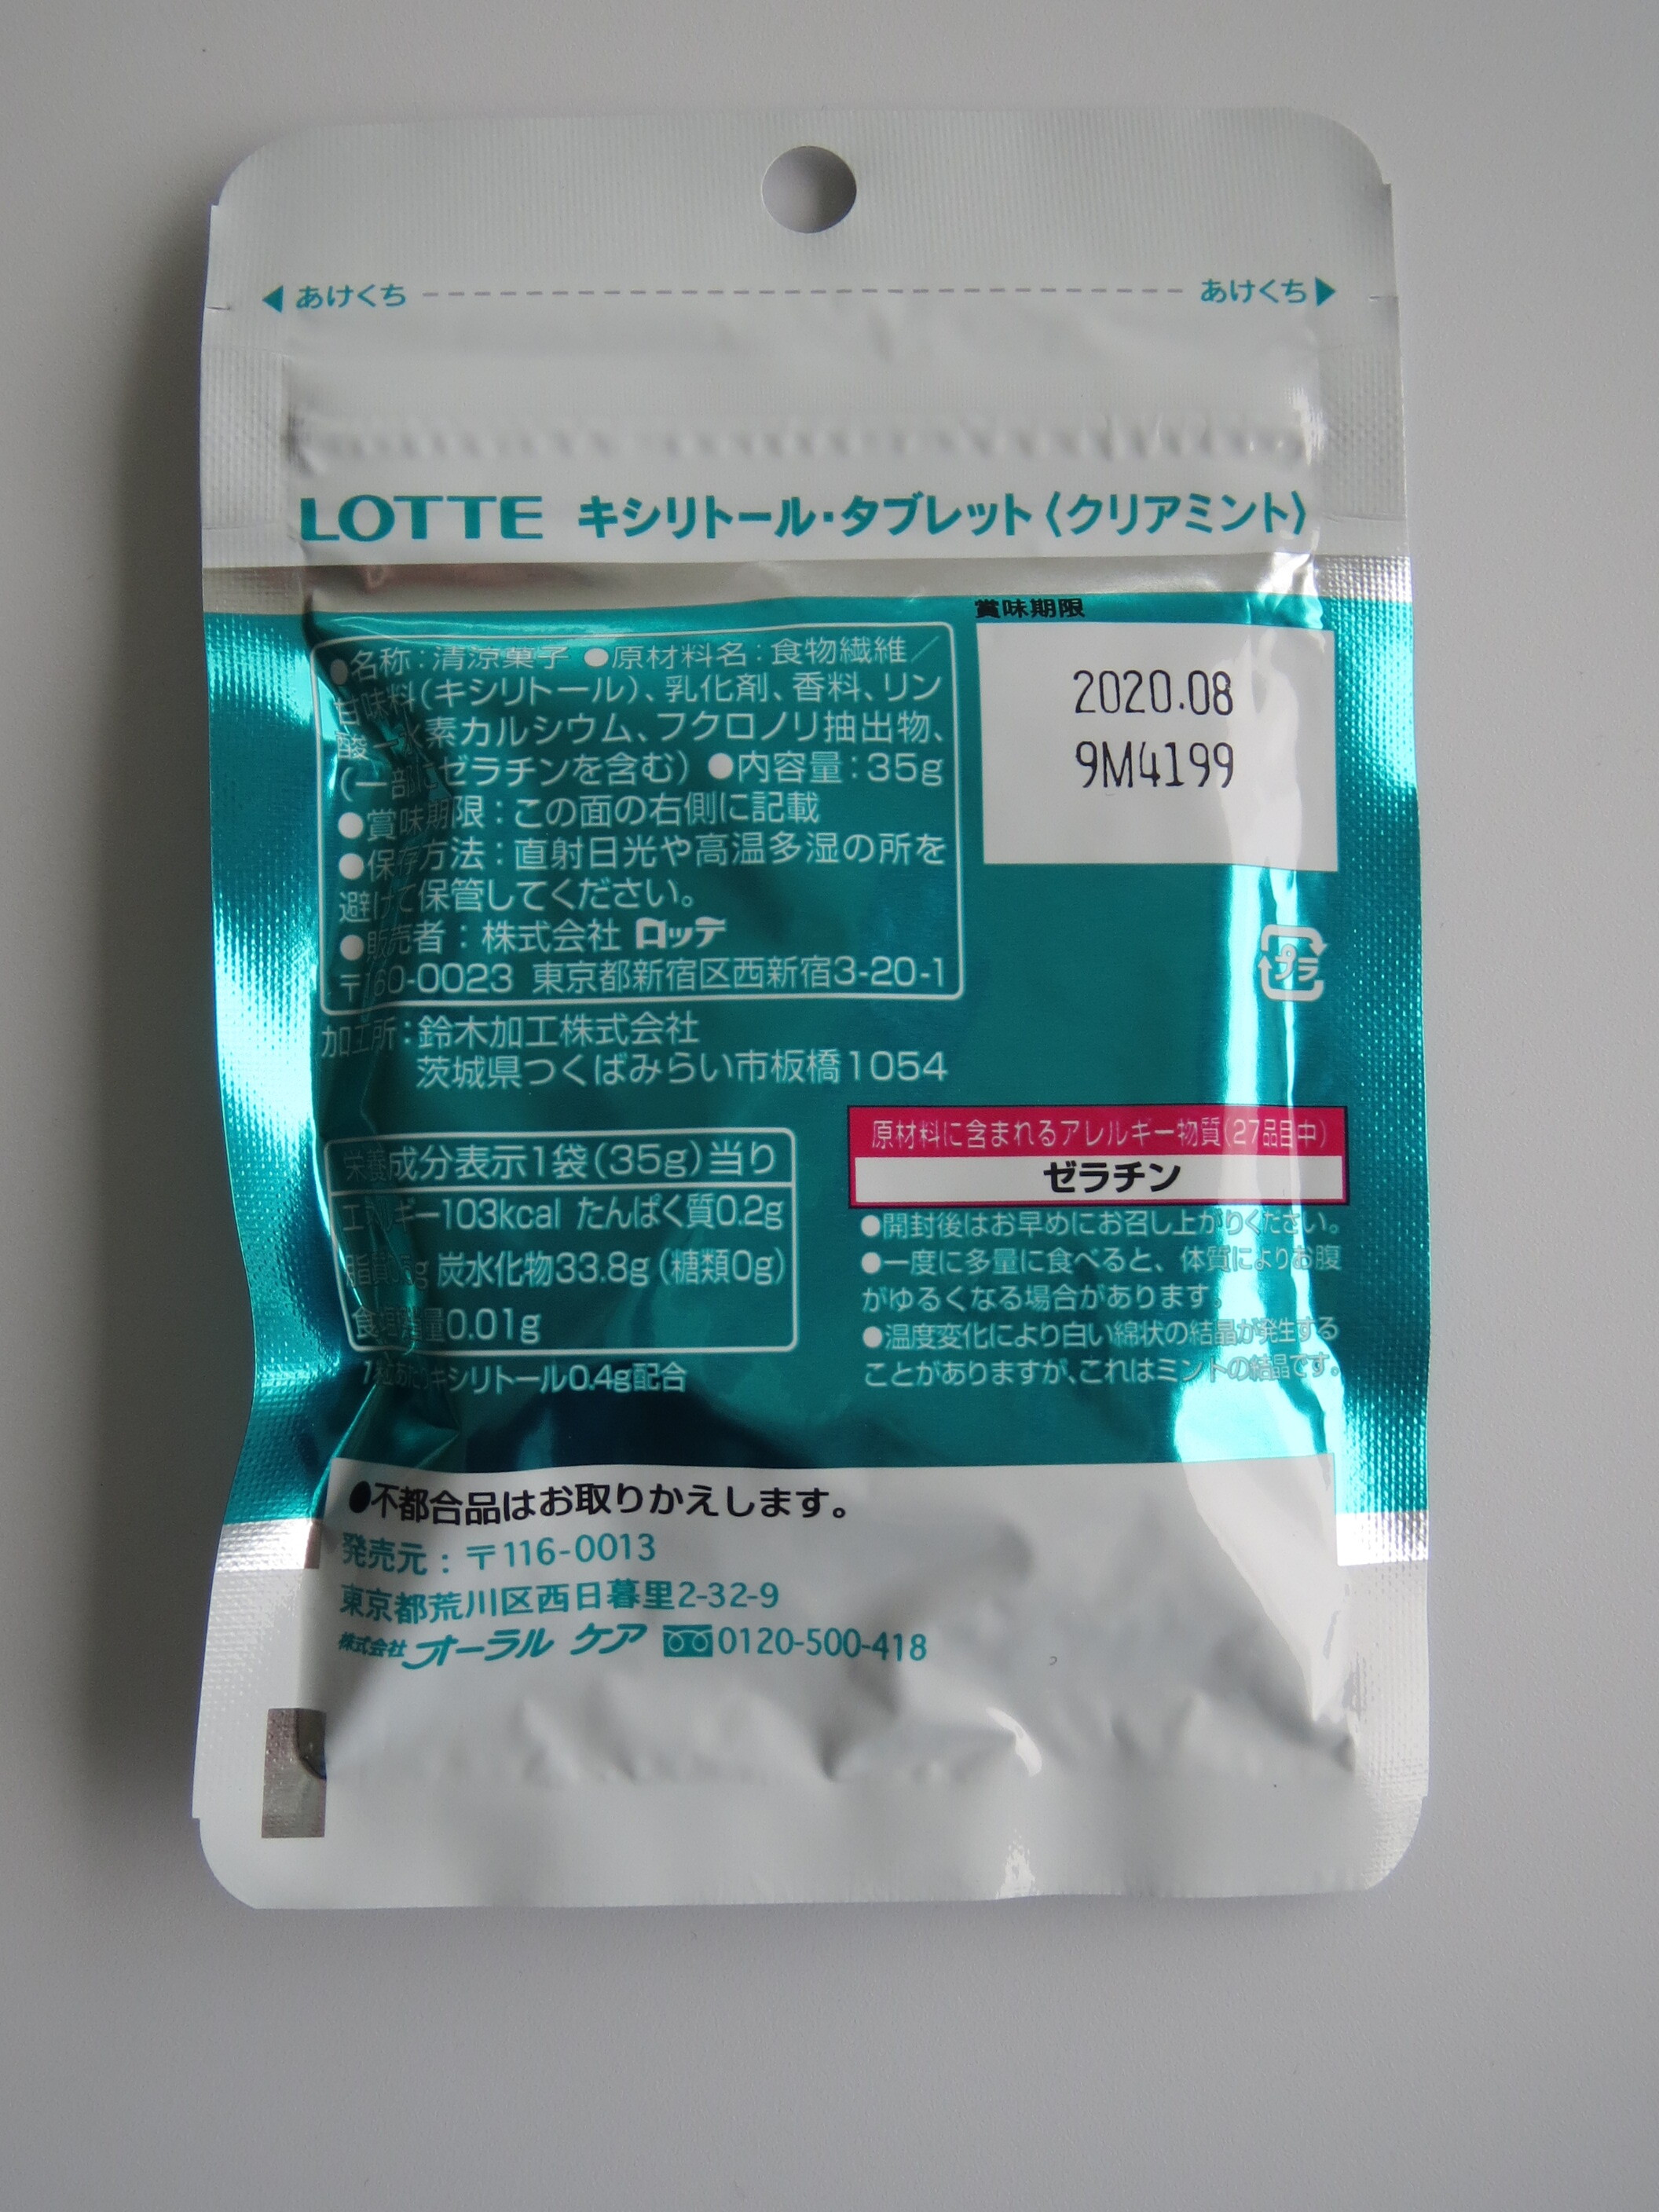 あけくち
あけくち
LOTTE キシリトール・タブレット〈クリアミント〉
賞味期限
2020.08
9M4199
●名称：清涼菓子 ●原材料名：食物繊維／
甘味料（キシリトール）、乳化剤、香料、リン
酸一水素カルシウム、フクロノリ抽出物、
（一部にゼラチンを含む） ●内容量：35g
●賞味期限：この面の右側に記載
●保存方法：直射日光や高温多湿の所を
避けて保管してください。
●販売者：株式会社 ロッテ
〒160-0023 東京都新宿区西新宿3-20-1
プラ
加工所：鈴木加工株式会社
茨城県つくばみらい市板橋1054
栄養成分表示1袋（35g）当り
エネルギー103kcal たんぱく質0.2g
脂質 炭水化物33.8g（糖類0g）
食塩相当量0.01g
1粒あたりキシリトール0.4g配合
原材料に含まれるアレルギー物質（27品目中）
ゼラチン
●開封後はお早めにお召し上がりください。
●一度に多量に食べると、体質によりお腹
がゆるくなる場合があります。
●温度変化により白い綿状の結晶が発生する
ことがありますが、これはミントの結晶です。
●不都合品はお取りかえします。
発売元：〒116-0013
東京都荒川区西日暮里2-32-9
株式会社オーラル ケア 0120-500-418